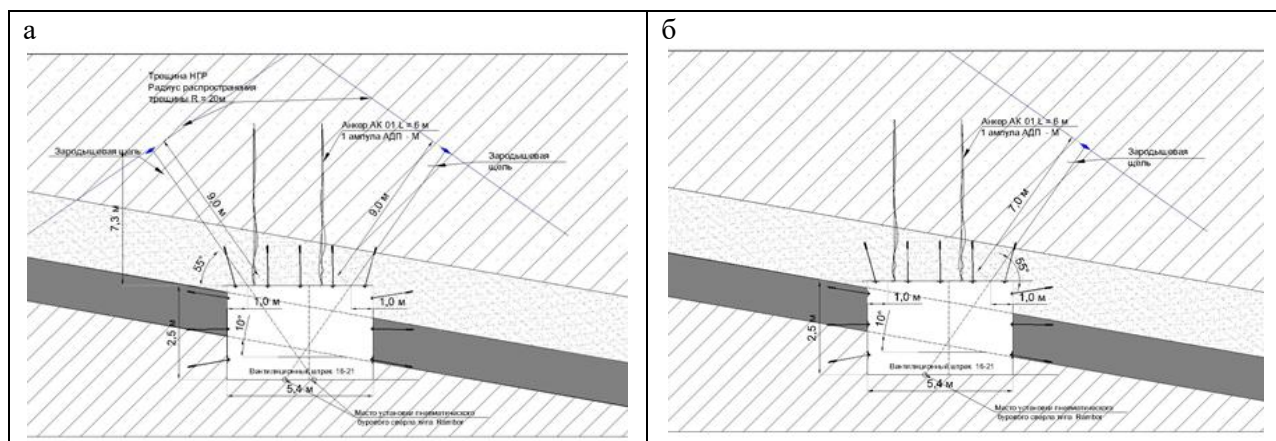 а
Трещина НГР
Радиус распространения
трещины R = 20м
Анкер АК 01 L = 6 м
1 ампула АДП - М
Зародышевая щель
Зародышевая
щель
9,0 м
9,0 м
7,3 м
55°
1,0 м
1,0 м
2,5 м
10°
Вентиляционный штрек 16-21
5,4 м
Место установки пневматического
бурового сверла типа Rambor
б
Анкер АК 01 L = 6 м
1 ампула АДП - М
Зародышевая
щель
7,0 м
55°
1,0 м
1,0 м
2,5 м
10°
Вентиляционный штрек 16-21
5,4 м
Место установки пневматического
бурового сверла типа Rambor